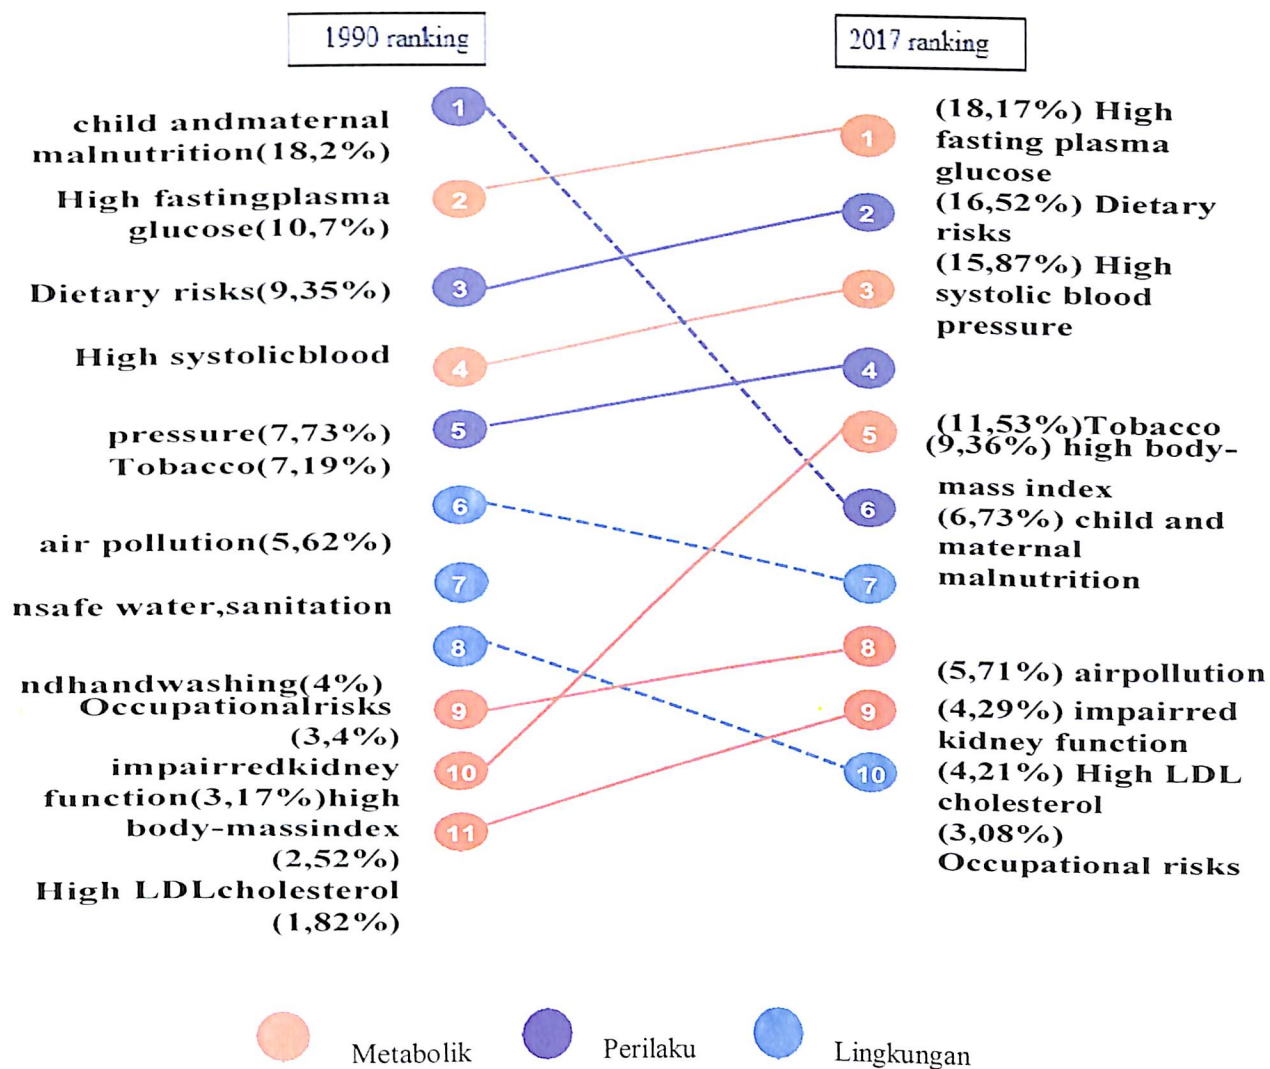 1990 ranking
2017 ranking
child andmaternal
malnutrition(18,2%)
High fastingplasma
glucose(10,7%)
Dietary risks(9,35%)
High systolicblood
pressure(7,73%)
Tobacco(7,19%)
air pollution(5,62%)
nsafe water,sanitation
ndhandwashing(4%)
Occupationalrisks
(3,4%)
impairredkidney
function(3,17%)high
body-massindex
(2,52%)
High LDLcholesterol
(1,82%)
1
2
3
4
5
6
7
8
9
10
11
1
2
3
4
5
6
7
8
9
10
(18,17%) High
fasting plasma
glucose
(16,52%) Dietary
risks
(15,87%) High
systolic blood
pressure
(11,53%)Tobacco
(9,36%) high body-
mass index
(6,73%) child and
maternal
malnutrition
(5,71%) airpollution
(4,29%) impairred
kidney function
(4,21%) High LDL
cholesterol
(3,08%)
Occupational risks
Metabolik
Perilaku
Lingkungan